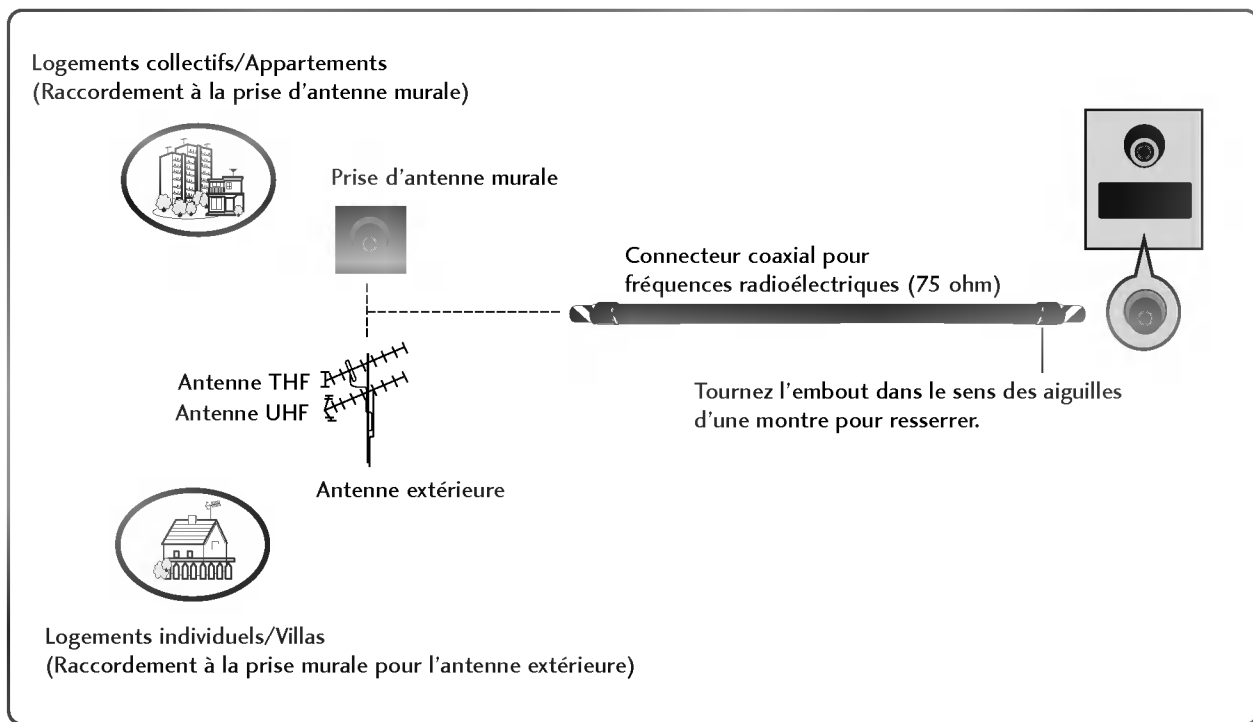 Logements collectifs/Appartements
(Raccordement à la prise d'antenne murale)
Prise d'antenne murale
Connecteur coaxial pour
fréquences radioélectriques (75 ohm)
Tournez l'embout dans le sens des aiguilles
d'une montre pour resserrer.
Antenne THF
Antenne UHF
Antenne extérieure
Logements individuels/Villas
(Raccordement à la prise murale pour l'antenne extérieure)